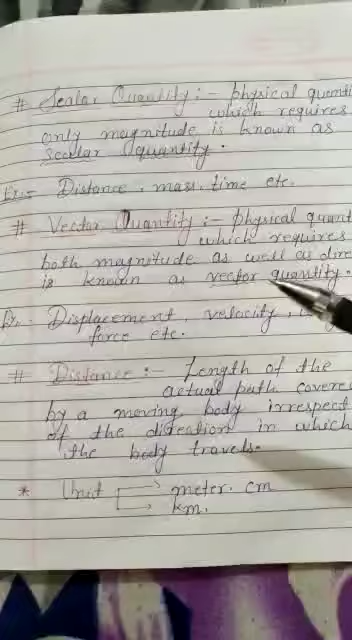 # Scalar Quantity :- physical quanti
which requires
only magnitude is known as
scalar Quantity.
Ex:- Distance, mass, time etc.
# Vector Quantity :- physical quant
which requires
both magnitude as well as dire
is known as vector quantity.
Ex:- Displacement, velocity,
force etc.
# Distance :- Length of the
actual path covere
by a moving body irrespect
of the direction in which
the body travels.
* Unit meter. cm
km.